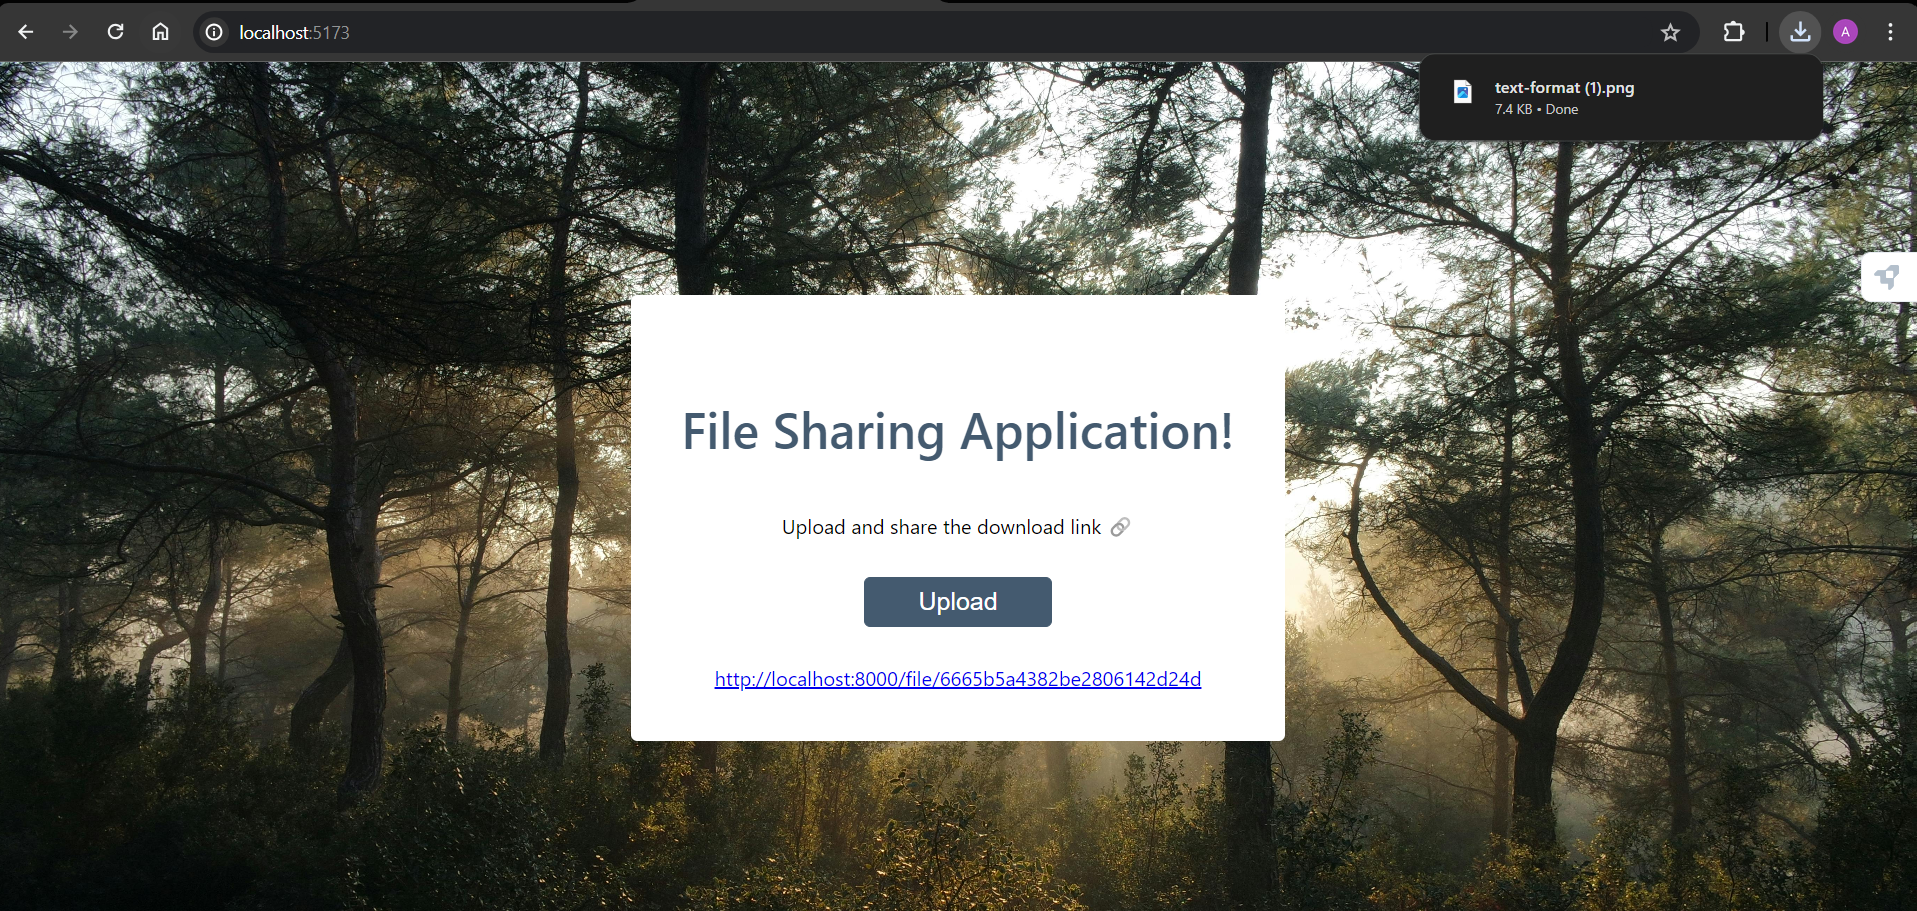 localhost:5173
A
text-format (1).png
7.4 KB • Done
File Sharing Application!
Upload and share the download link 🔗
Upload
http://localhost:8000/file/6665b5a4382be2806142d24d